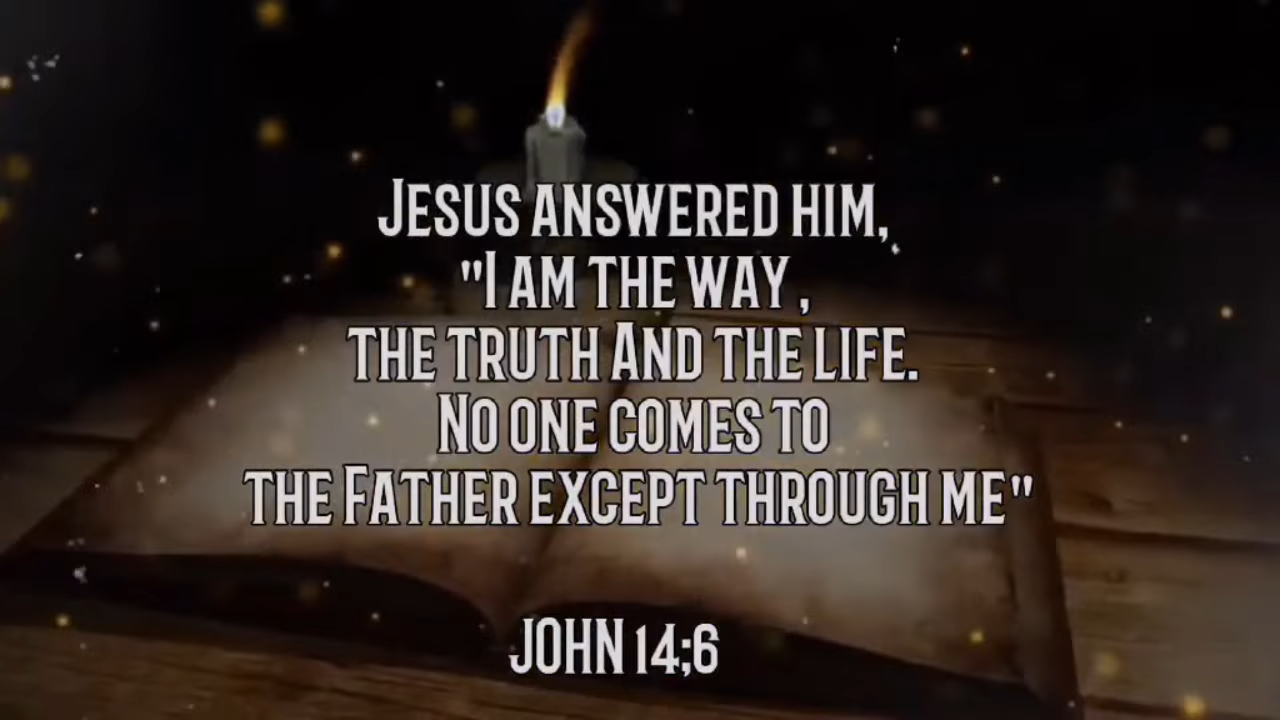 Jesus answered him,
"I am the way ,
the truth And the life.
No one comes to
the Father except through me"
JOHN 14;6